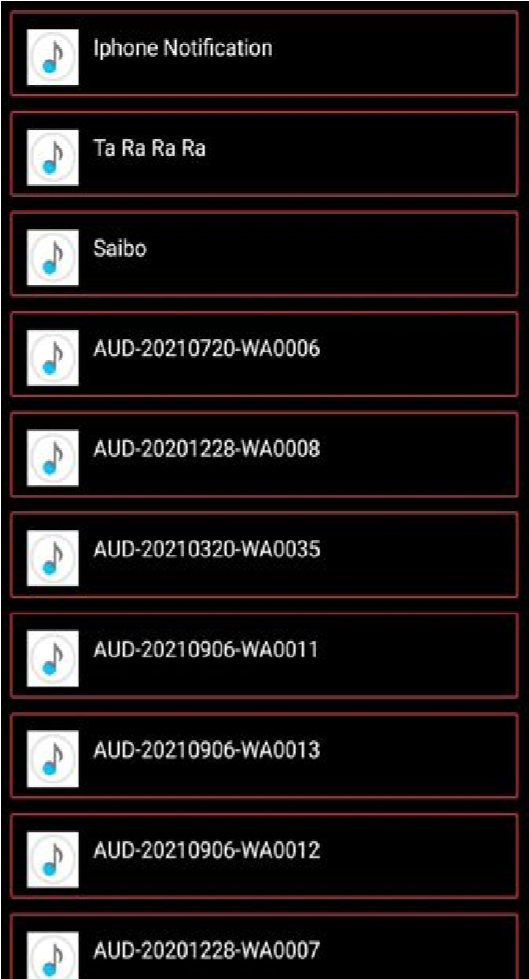 Iphone Notification
Ta Ra Ra Ra
Saibo
AUD-20210720-WA0006
AUD-20201228-WA0008
AUD-20210320-WA0035
AUD-20210906-WA0011
AUD-20210906-WA0013
AUD-20210906-WA0012
AUD-20201228-WA0007